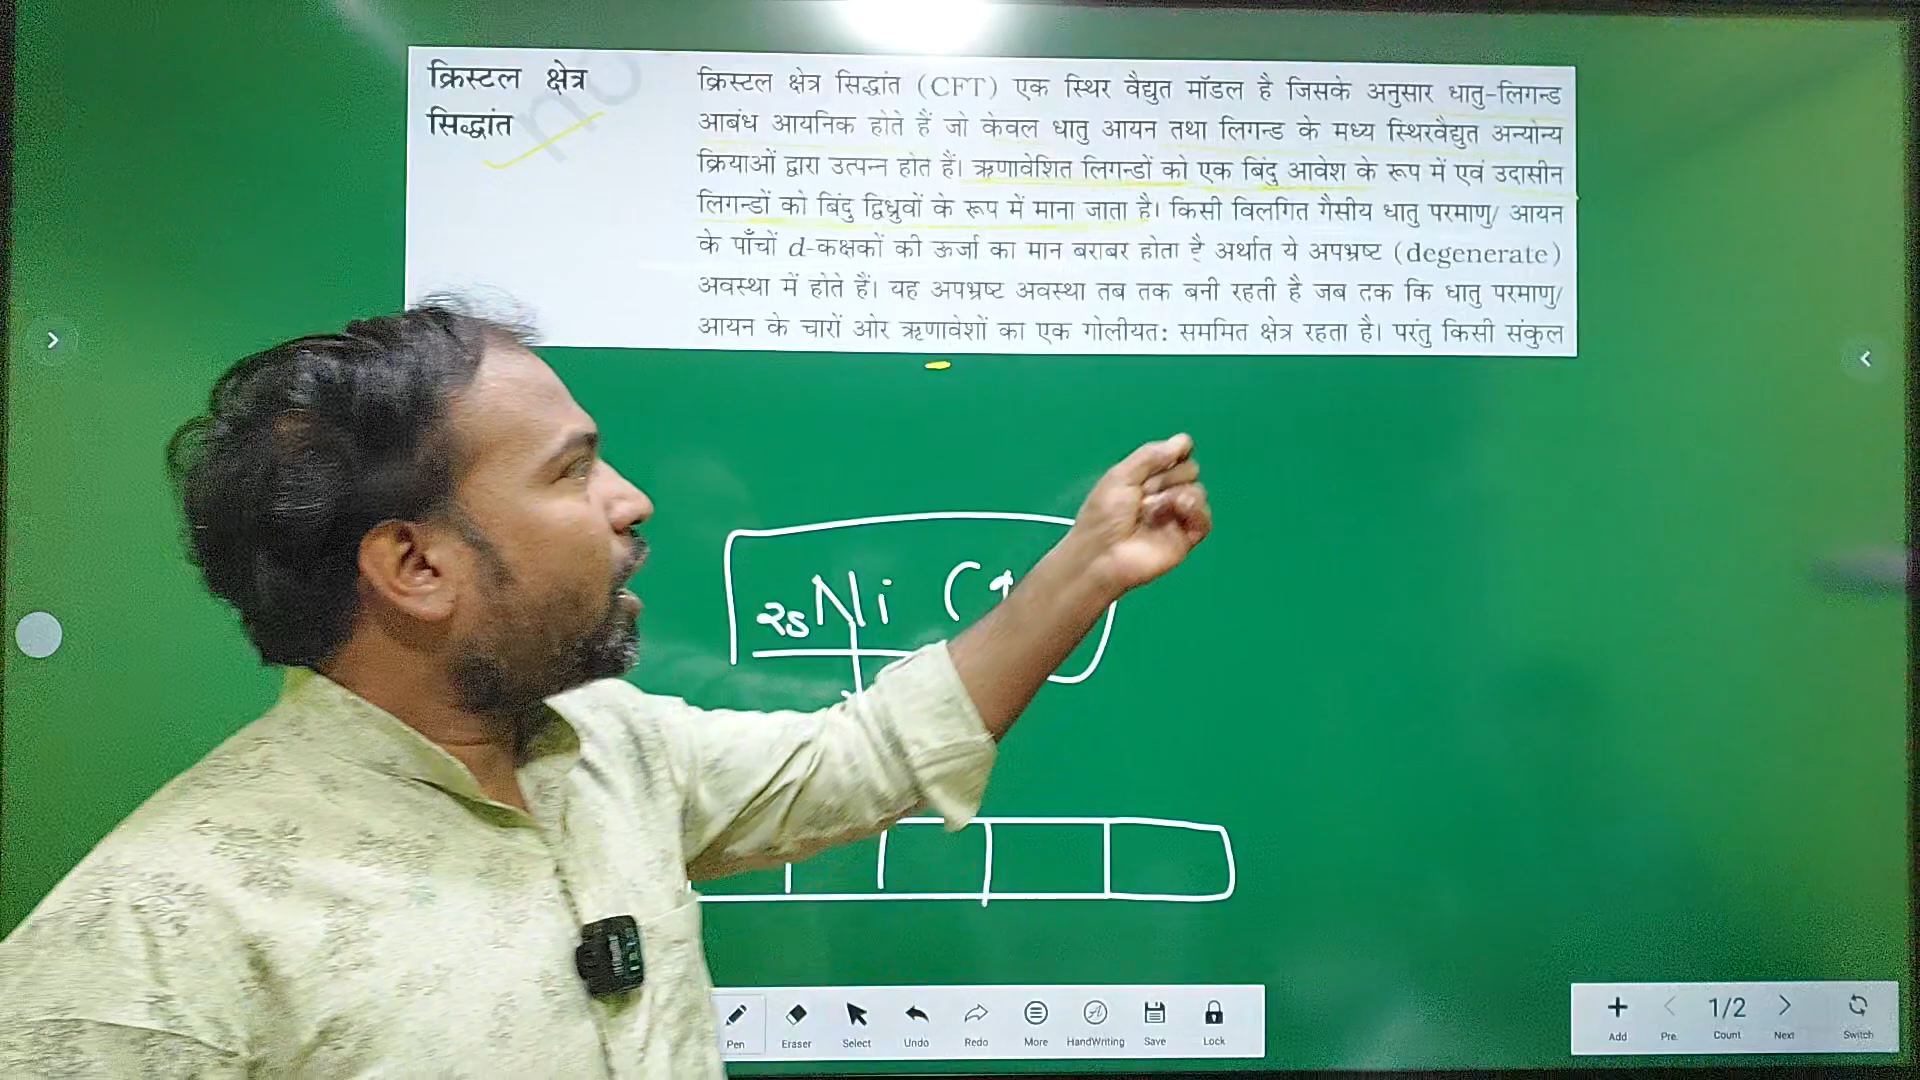 क्रिस्टल क्षेत्र
सिद्धांत
क्रिस्टल क्षेत्र सिद्धांत (CFT) एक स्थिर वैद्युत मॉडल है जिसके अनुसार धातु-लिगन्ड
आबंध आयनिक होते हैं जो केवल धातु आयन तथा लिगन्ड के मध्य स्थिरवैद्युत अन्योन्य
क्रियाओं द्वारा उत्पन्न होते हैं। ऋणावेशित लिगन्डों को एक बिंदु आवेश के रूप में एवं उदासीन
लिगन्डों को बिंदु द्विध्रुवों के रूप में माना जाता है। किसी विलगित गैसीय धातु परमाणु/ आयन
के पाँचों d-कक्षकों की ऊर्जा का मान बराबर होता है अर्थात ये अपभ्रष्ट (degenerate)
अवस्था में होते हैं। यह अपभ्रष्ट अवस्था तब तक बनी रहती है जब तक कि धातु परमाणु/
आयन के चारों ओर ऋणावेशों का एक गोलीयत: सममित क्षेत्र रहता है। परंतु किसी संकुल
Ni (
Pen Eraser Select Undo Redo More HandWriting Save Lock
1/2
Add Pre Count Next Switch